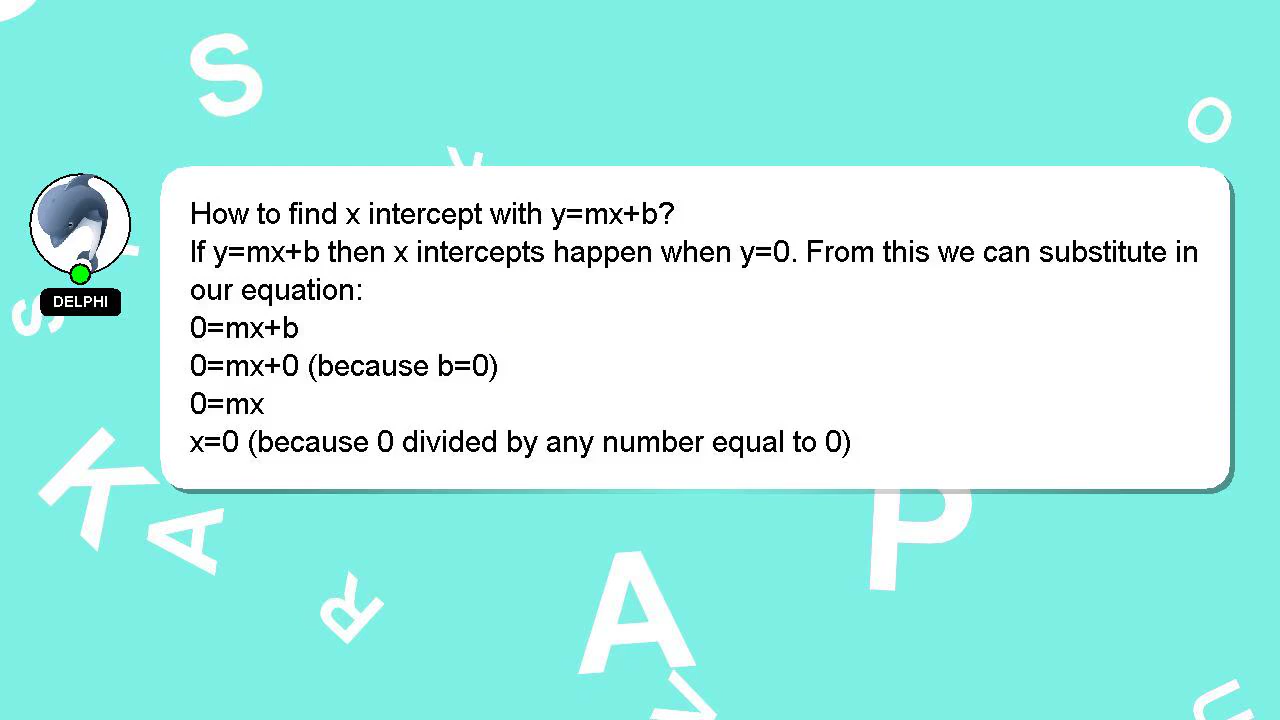 How to find x intercept with y=mx+b?
If y=mx+b then x intercepts happen when y=0. From this we can substitute in
our equation:
0=mx+b
0=mx+0 (because b=0)
0=mx
x=0 (because 0 divided by any number equal to 0)
DELPHI
S
O
S
K
A
R
A
P